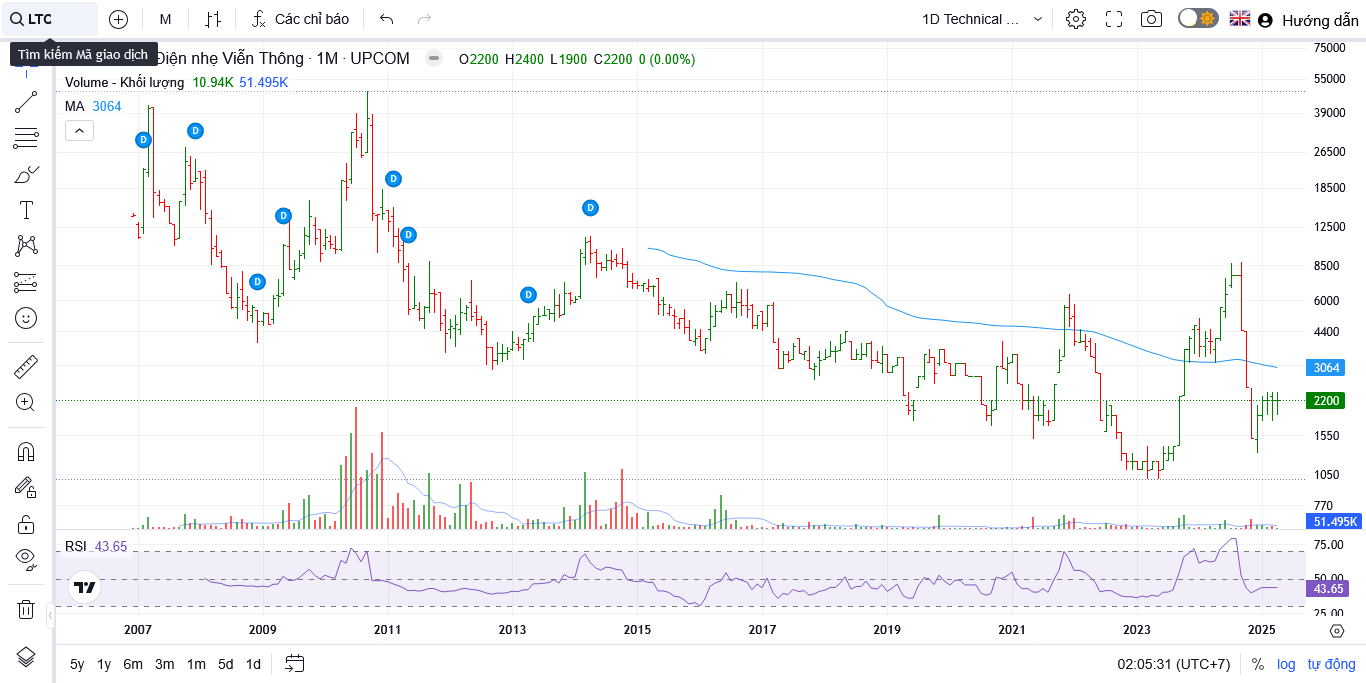 LTC M Các chỉ báo 1D Technical ... Hướng dẫn
Tìm kiếm Mã giao dịch
Điện nhẹ Viễn Thông · 1M · UPCOM O2200 H2400 L1900 C2200 0 (0.00%)
Volume - Khối lượng 10.94K 51.495K
MA 3064
75000
55000
39000
26500
18500
12500
8500
6000
4400
3064
2200
1550
1050
770
51.495K
D
D
D
D
D
D
D
D
RSI 43.65
75.00
50.00
43.65
25.00
2007 2009 2011 2013 2015 2017 2019 2021 2023 2025
5y 1y 6m 3m 1m 5d 1d 02:05:31 (UTC+7) % log tự động